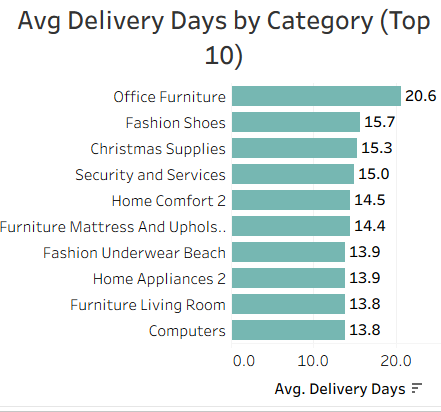 Avg Delivery Days by Category (Top
10)
Office Furniture 20.6
Fashion Shoes 15.7
Christmas Supplies 15.3
Security and Services 15.0
Home Comfort 2 14.5
Furniture Mattress And Uphols.. 14.4
Fashion Underwear Beach 13.9
Home Appliances 2 13.9
Furniture Living Room 13.8
Computers 13.8
0.0 10.0 20.0
Avg. Delivery Days